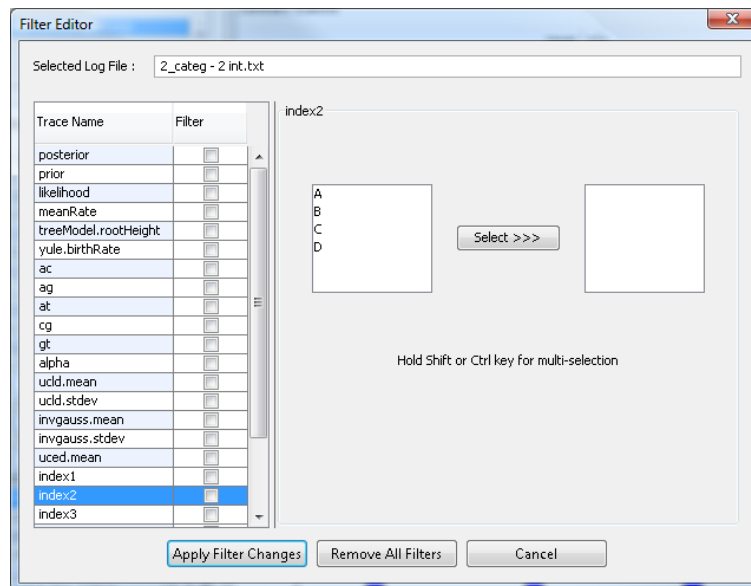 Filter Editor
Selected Log File : 2_categ - 2 int.txt
Trace Name Filter
index2
posterior
prior
likelihood
meanRate
treeModel.rootHeight
yule.birthRate
ac
ag
at
cg
gt
alpha
ucld.mean
ucld.stdev
invgauss.mean
invgauss.stdev
uced.mean
index1
index2
index3
A
B
C
D
Select >>>
Hold Shift or Ctrl key for multi-selection
Apply Filter Changes Remove All Filters Cancel